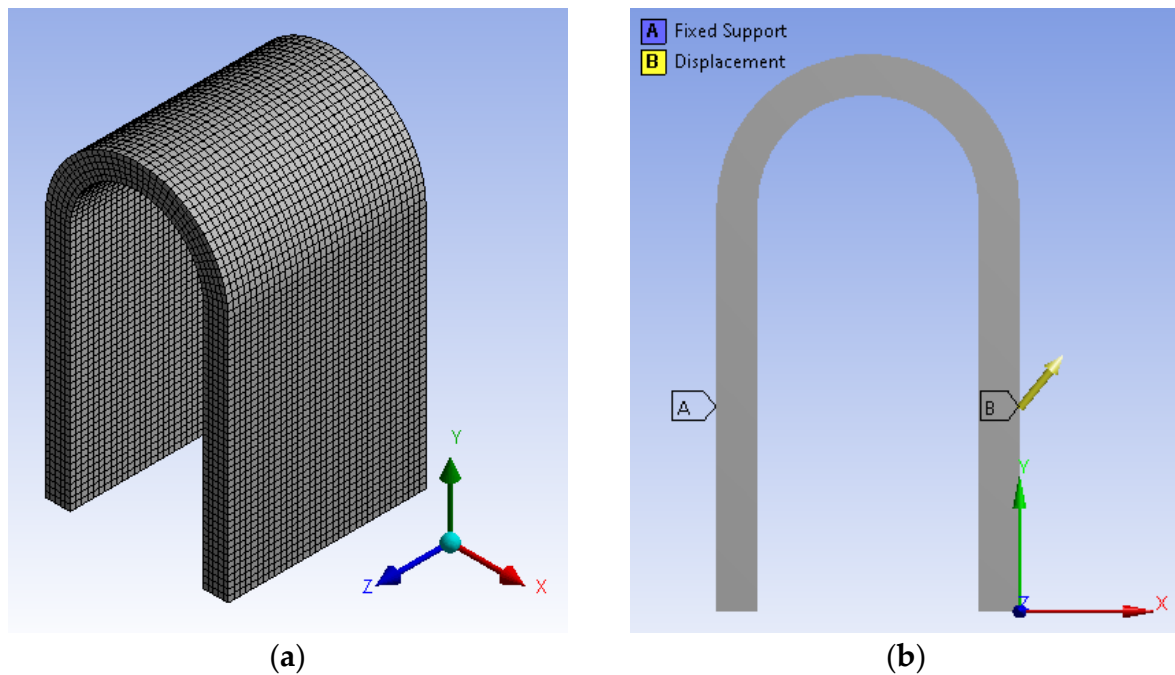 A Fixed Support
B Displacement
Y
Z
X
A
B
Y
Z
X
(a)
(b)